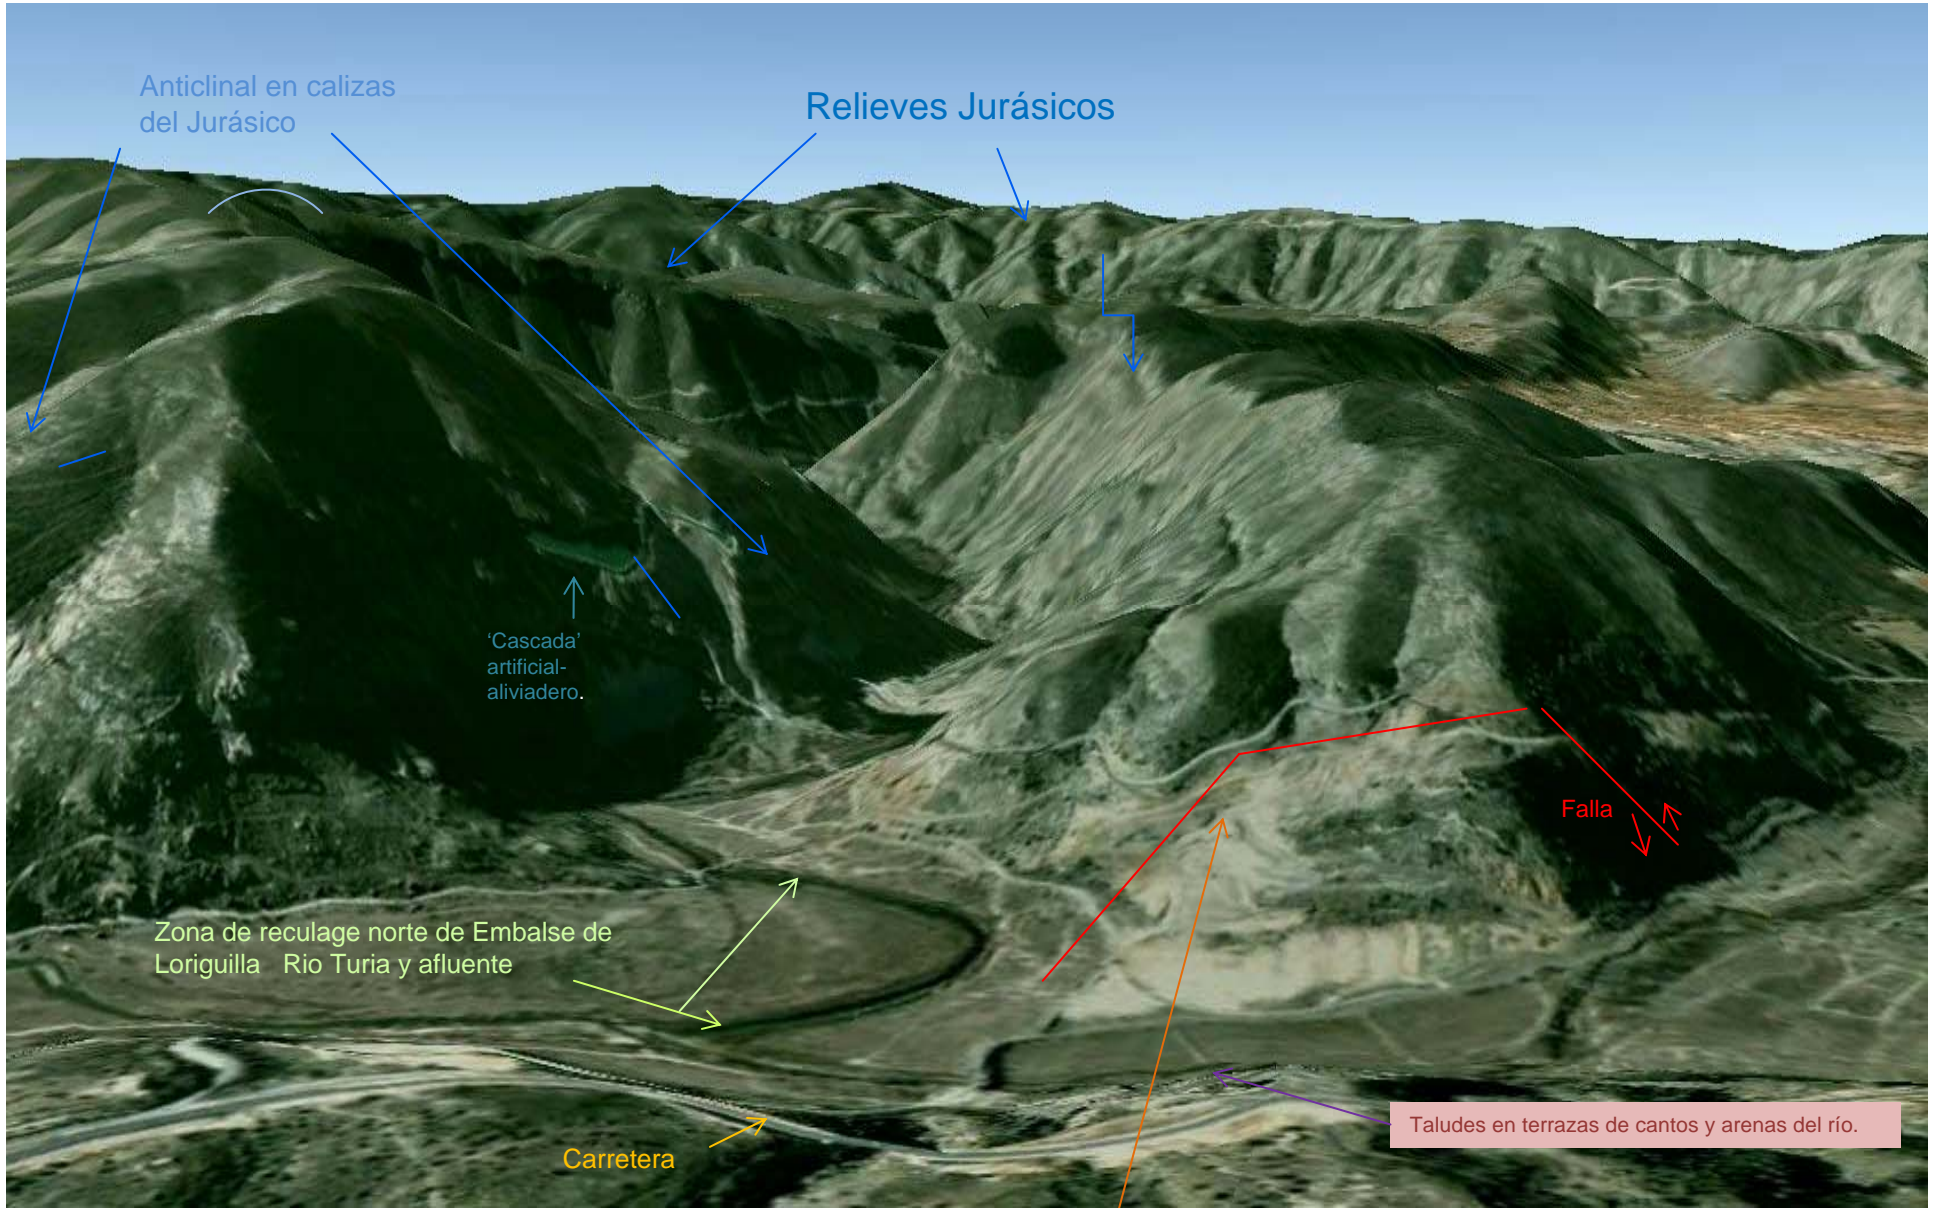 Anticlinal en calizas
del Jurásico
Relieves Jurásicos
‘Cascada’
artificial-
aliviadero.
Falla
Zona de reculage norte de Embalse de
Loriguilla Rio Turia y afluente
Carretera
Taludes en terrazas de cantos y arenas del río.